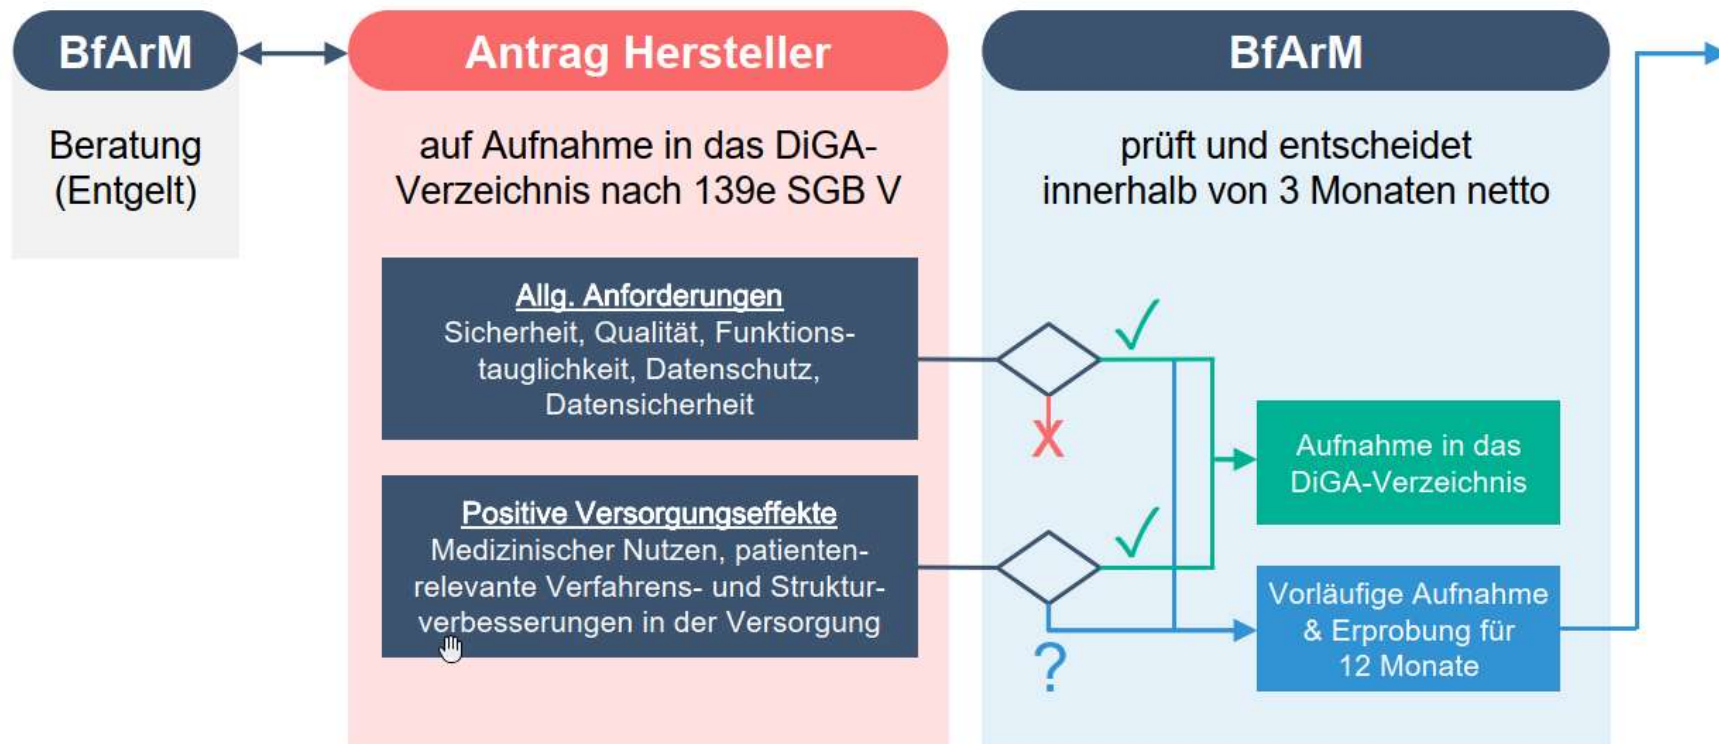 BfArM
Beratung
(Entgelt)
Antrag Hersteller
auf Aufnahme in das DiGA-
Verzeichnis nach 139e SGB V
Allg. Anforderungen
Sicherheit, Qualität, Funktions-
tauglichkeit, Datenschutz,
Datensicherheit
Positive Versorgungseffekte
Medizinischer Nutzen, patienten-
relevante Verfahrens- und Struktur-
verbesserungen in der Versorgung
BfArM
prüft und entscheidet
innerhalb von 3 Monaten netto
✓
X
✓
?
Aufnahme in das
DiGA-Verzeichnis
Vorläufige Aufnahme
& Erprobung für
12 Monate